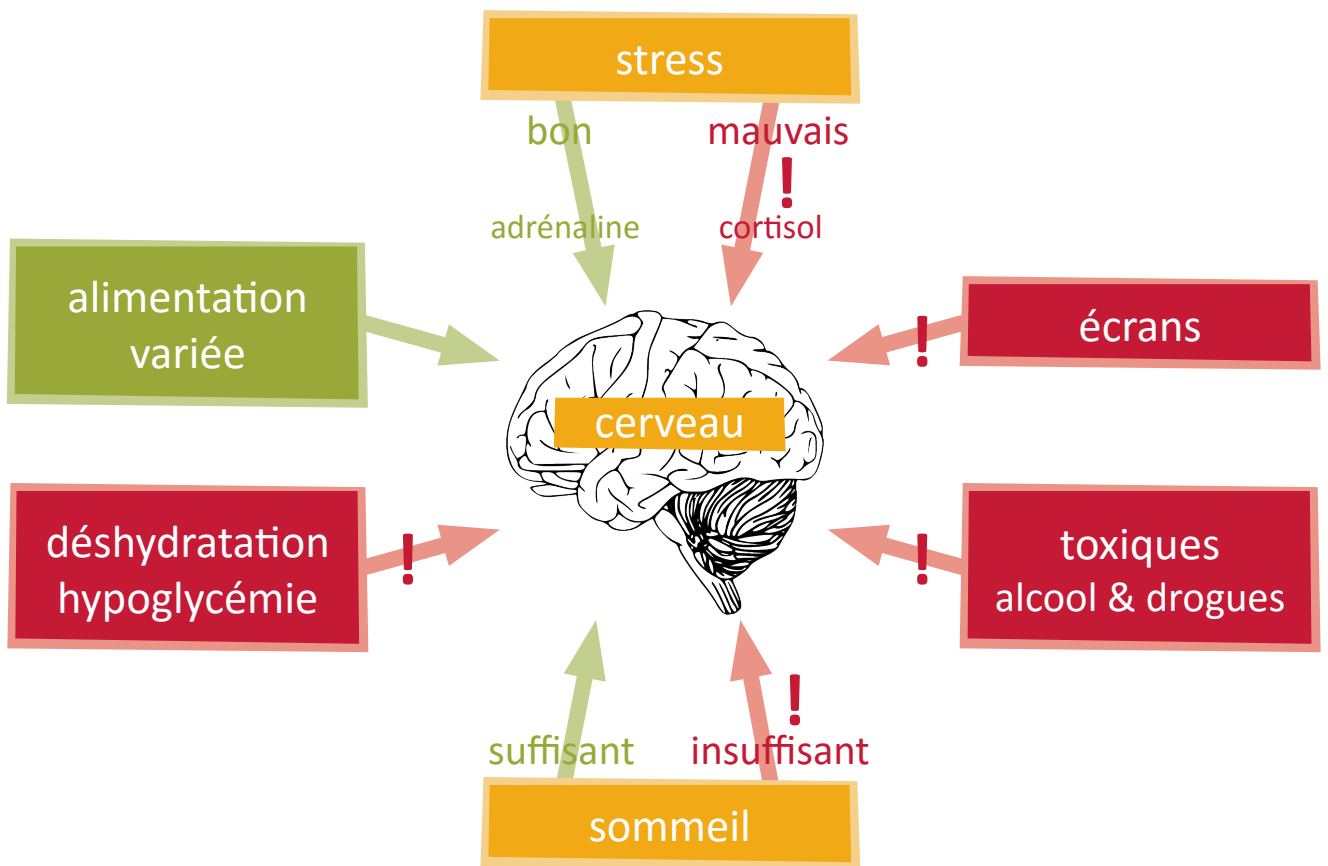 stress
bon
mauvais
!
adrénaline
cortisol
alimentation
variée
!
écrans
cerveau
déshydratation
hypoglycémie
!
!
toxiques
alcool & drogues
!
suffisant
insuffisant
sommeil